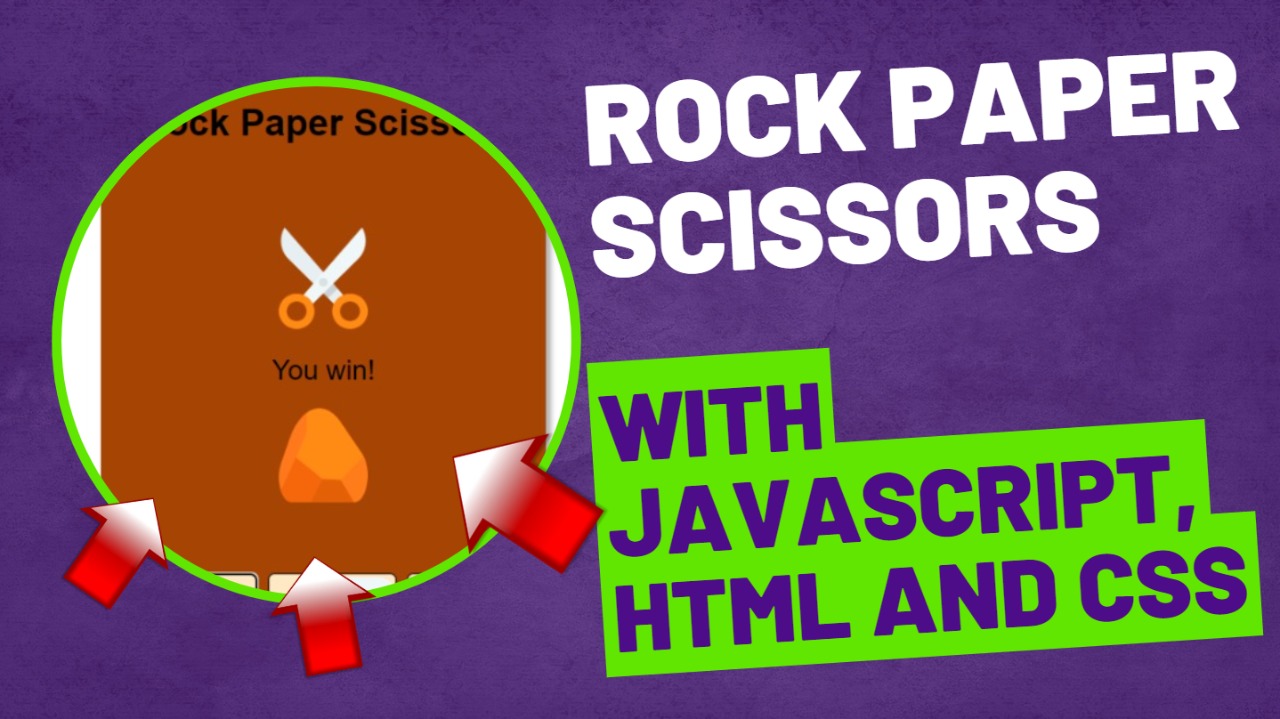 ock Paper Sciss
You win!
ROCK PAPER
SCISSORS
WITH
JAVASCRIPT,
HTML AND CSS